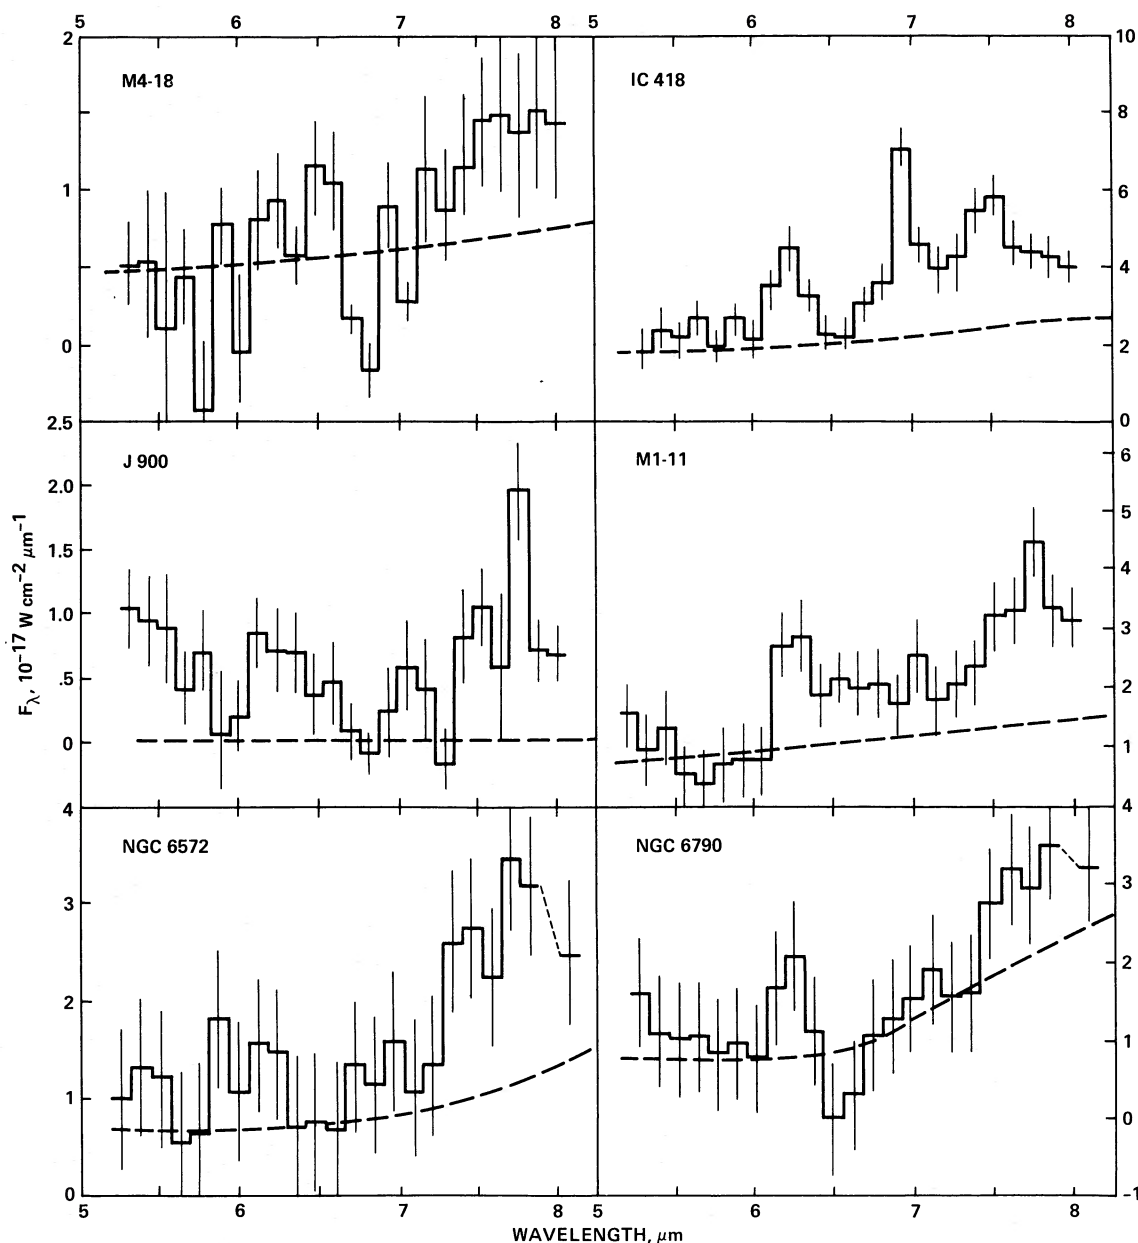 5 6 7 8 5 6 7 8
2 10
M4-18 IC 418
8
1 6
4
0 2
0
2.5
J 900 M1-11
6
2.0 5
1.5 4
1.0 3
.5 2
0 1
4 4
NGC 6572 NGC 6790
3 3
2 2
1 1
0
0 -1
5 6 7 8 5 6 7 8
WAVELENGTH, μm
Fλ, 10−17 W cm−2 μm−1